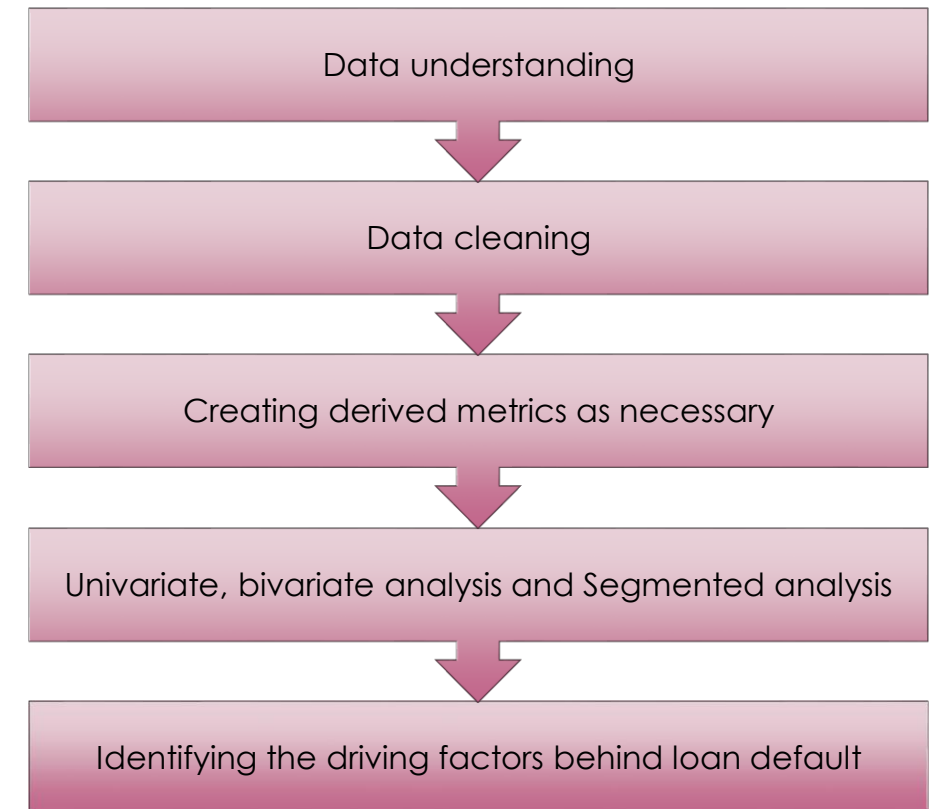 Data understanding
Data cleaning
Creating derived metrics as necessary
Univariate, bivariate analysis and Segmented analysis
Identifying the driving factors behind loan default